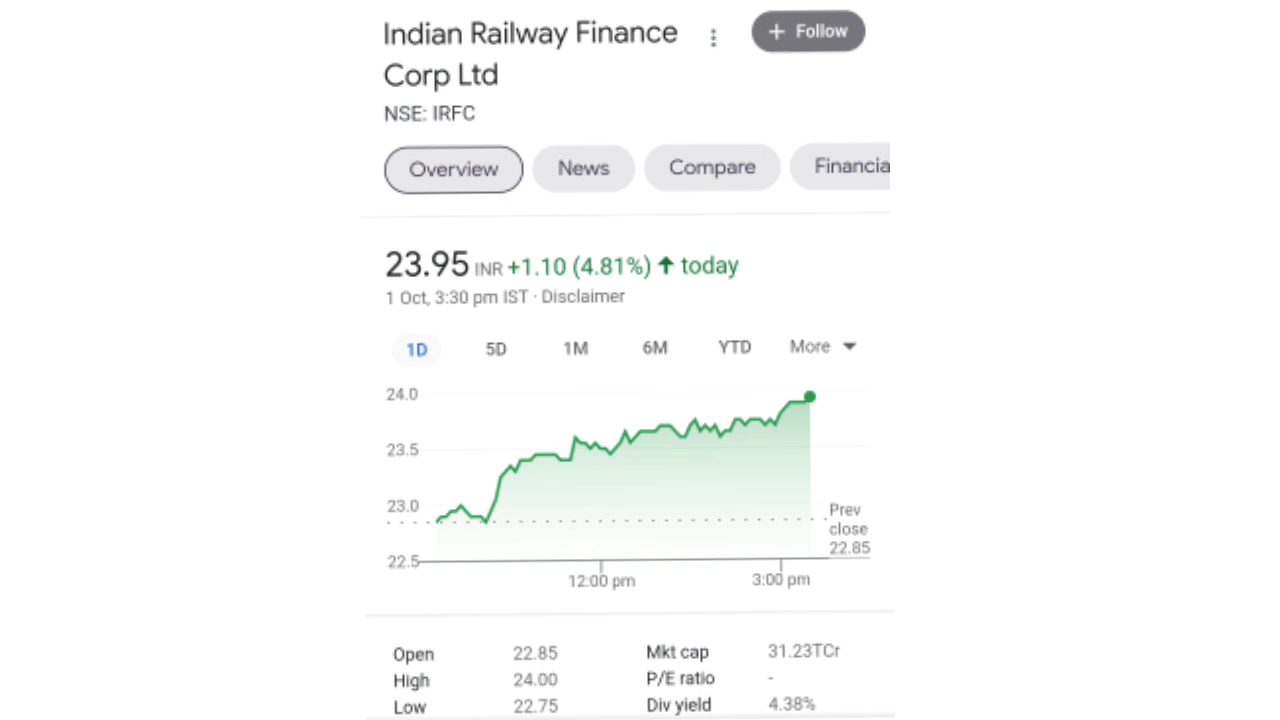 Indian Railway Finance
Corp Ltd
+ Follow
NSE: IRFC
Overview News Compare Financia
23.95 INR +1.10 (4.81%) ↑ today
1 Oct, 3:30 pm IST · Disclaimer
1D 5D 1M 6M YTD More
24.0
23.5
23.0
22.5
Prev
close
22.85
12:00 pm 3:00 pm
Open 22.85 Mkt cap 31.23TCr
High 24.00 P/E ratio -
Low 22.75 Div yield 4.38%